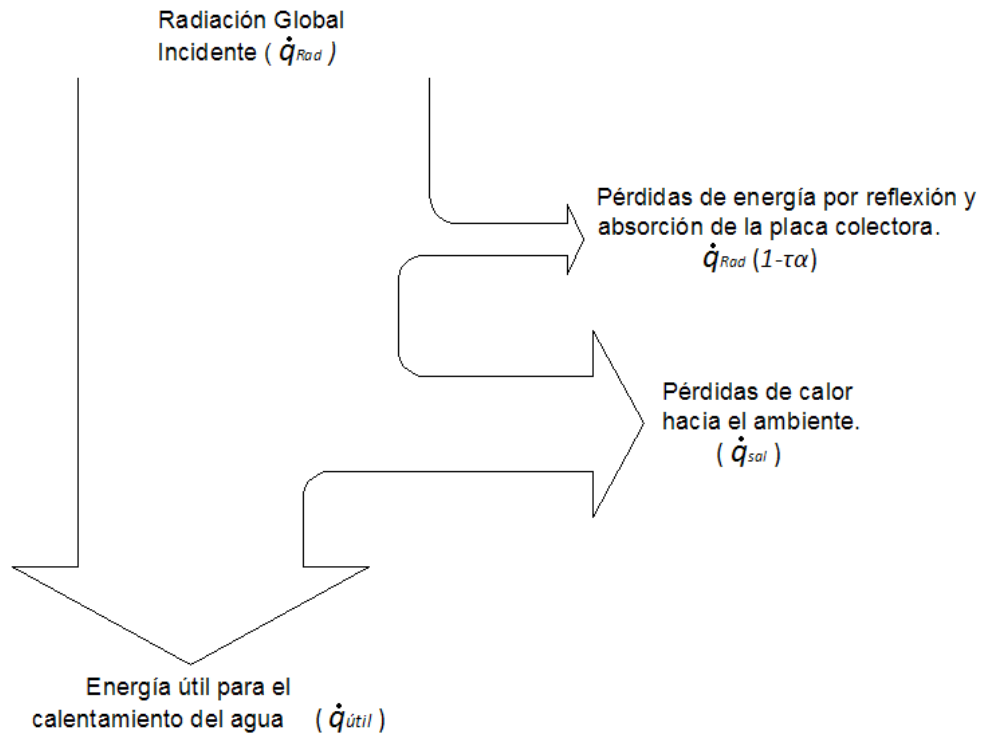 Radiación Global
Incidente ( q̇Rad )
Pérdidas de energía por reflexión y
absorción de la placa colectora.
q̇Rad (1-τα)
Pérdidas de calor
hacia el ambiente.
( q̇sal )
Energía útil para el
calentamiento del agua ( q̇útil )